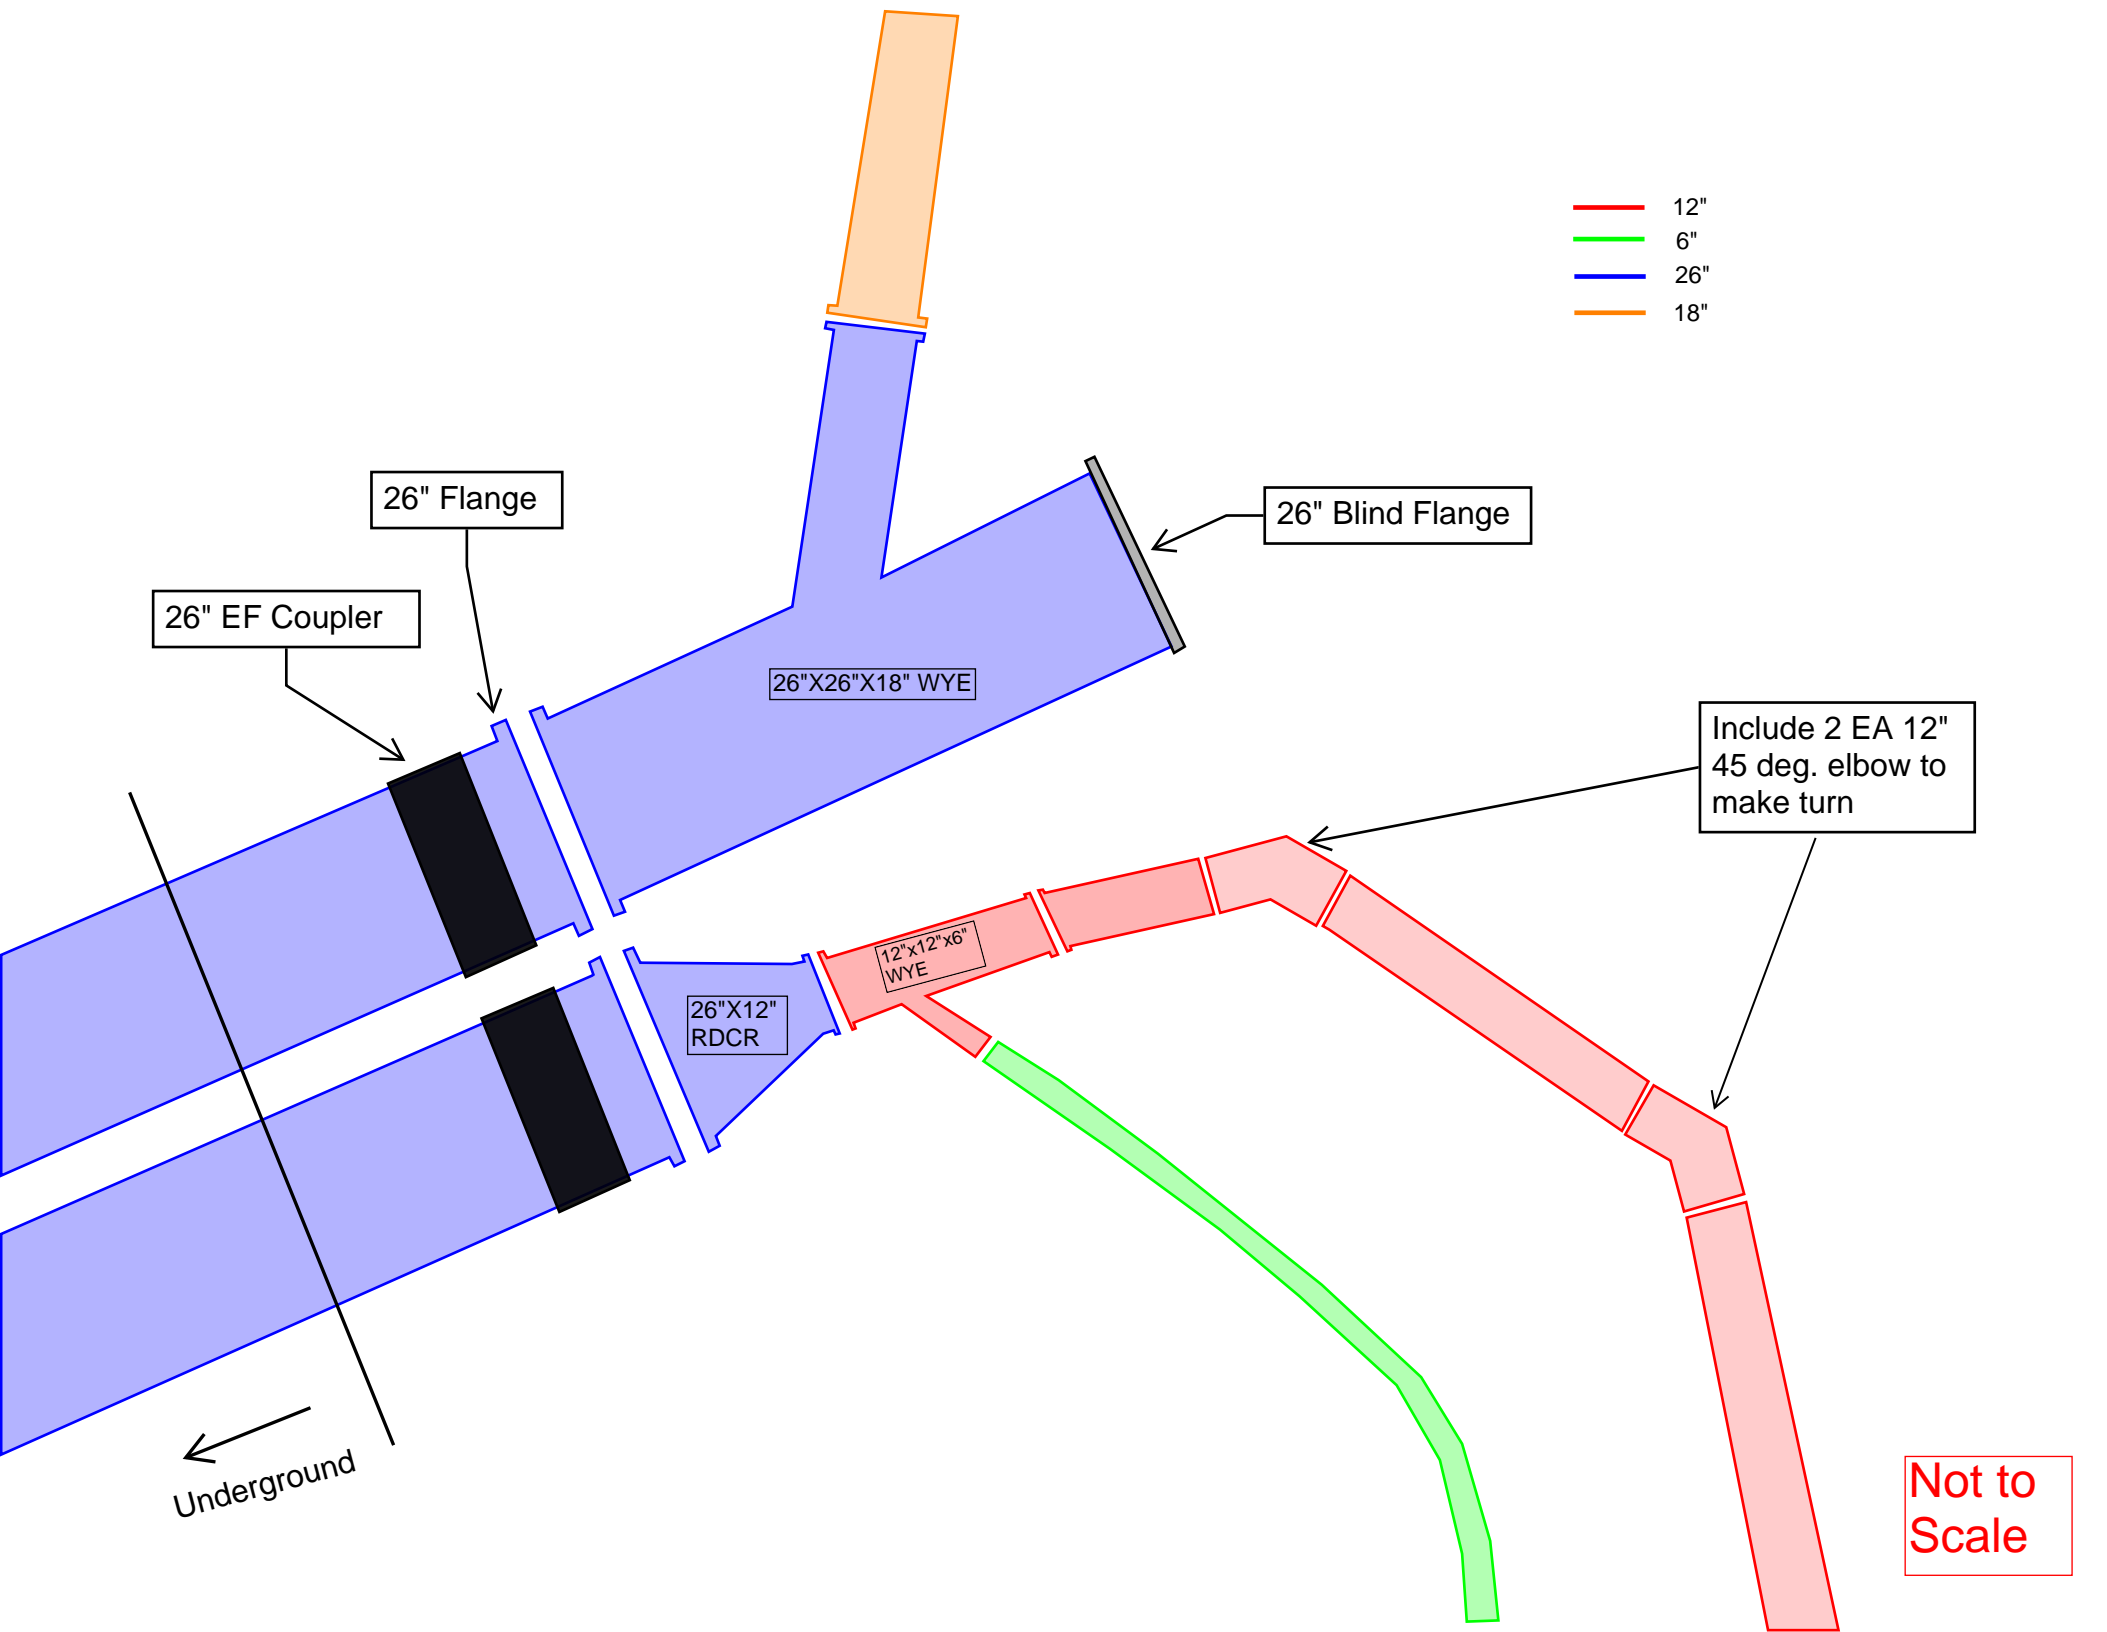 12"
6"
26"
18"
26" Flange
26" Blind Flange
26" EF Coupler
26"X26"X18" WYE
Include 2 EA 12"
45 deg. elbow to
make turn
12"x12"x6"
WYE
26"X12"
RDCR
Underground
Not to
Scale